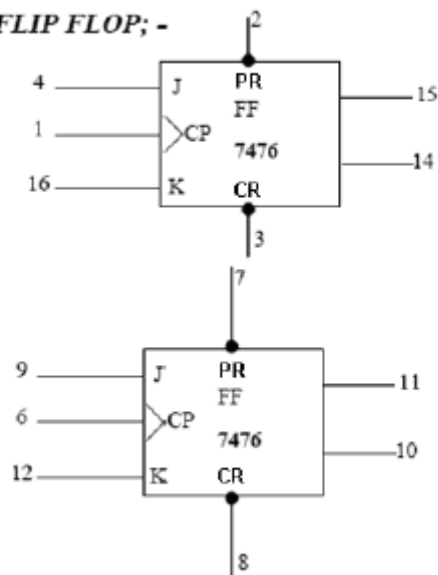 FLIP FLOP; -
2
4 J PR 15
FF
1 CP
7476
14
16 K CR
3
7
9 J PR 11
FF
6 CP
7476
10
12 K CR
8